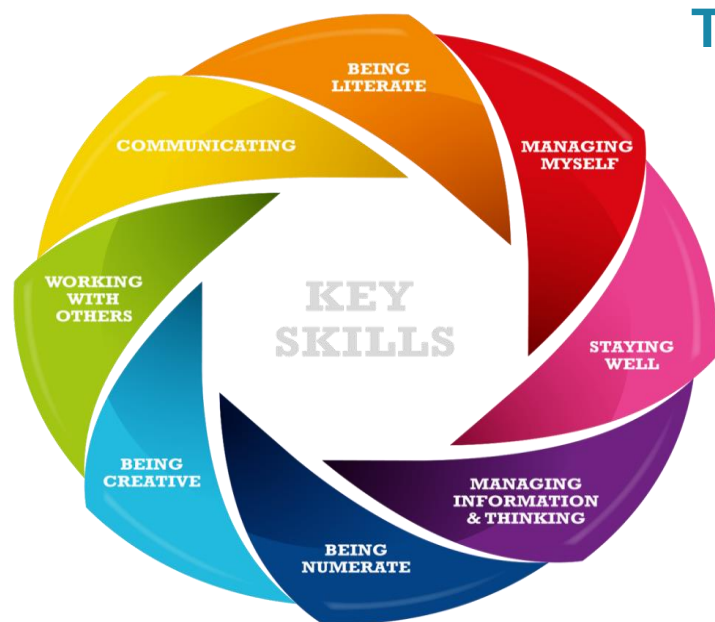 T
BEING
LITERATE
MANAGING
MYSELF
STAYING
WELL
MANAGING
INFORMATION
& THINKING
BEING
NUMERATE
BEING
CREATIVE
WORKING
WITH
OTHERS
COMMUNICATING
KEY
SKILLS